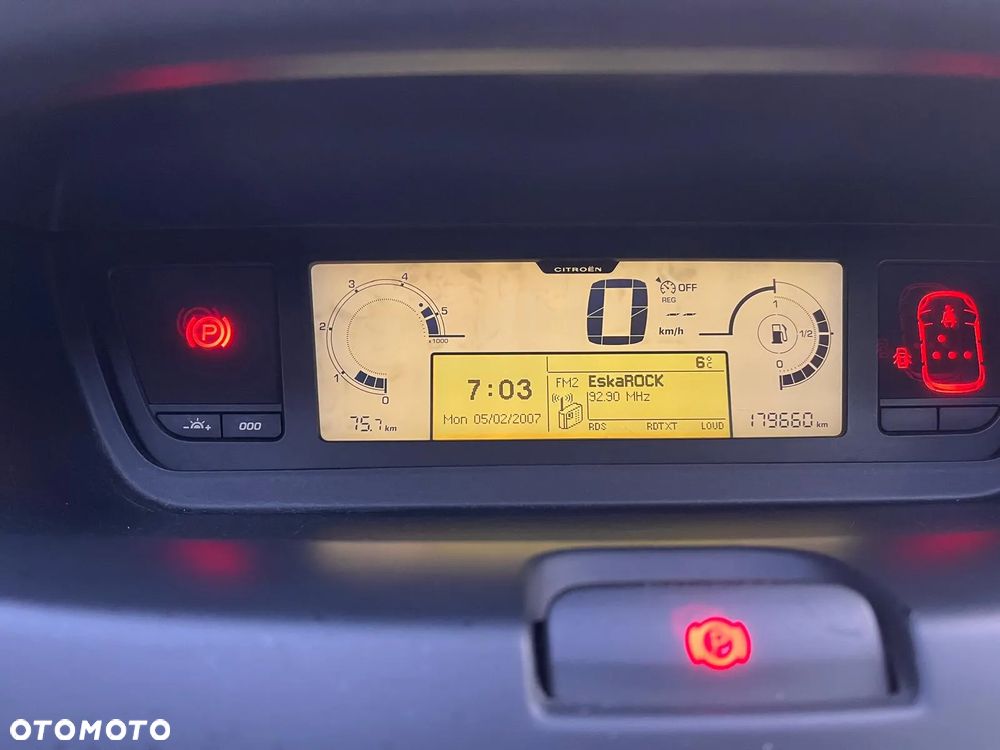 CITROËN
4
3
5
2
x1000
1
0
75.7 km
0
km/h
OFF
REG
-- --
1
1/2
0
6°C
7:03
FM2 EskaROCK
92.90 MHz
Mon 05/02/2007
RDS RDTXT LOUD
179660 km
P
- +
000
P
OTOMOTO